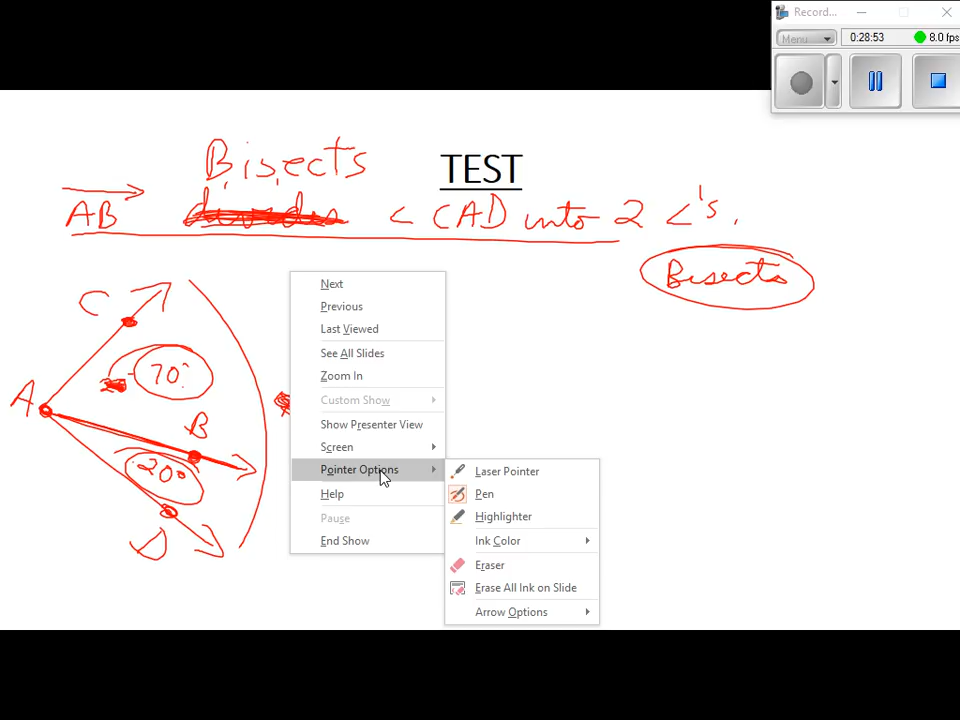 Record...
Menu
0:28:53
8.0 fps
Bisects
TEST
AB
< CAD into 2 <'s.
Bisects
C
70°
A
B
20°
D
Next
Previous
Last Viewed
See All Slides
Zoom In
Custom Show
Show Presenter View
Screen
Pointer Options
Help
Pause
End Show
Laser Pointer
Pen
Highlighter
Ink Color
Eraser
Erase All Ink on Slide
Arrow Options